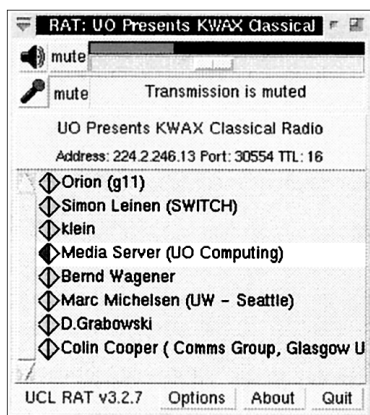 RAT: UO Presents KWAX Classical
mute
mute Transmission is muted
UO Presents KWAX Classical Radio
Address: 224.2.246.13 Port: 30554 TTL: 16
Orion (g11)
Simon Leinen (SWITCH)
klein
Media Server (UO Computing)
Bernd Wagener
Marc Michelsen (UW - Seattle)
D.Grabowski
Colin Cooper ( Comms Group, Glasgow U
UCL RAT v3.2.7 Options About Quit